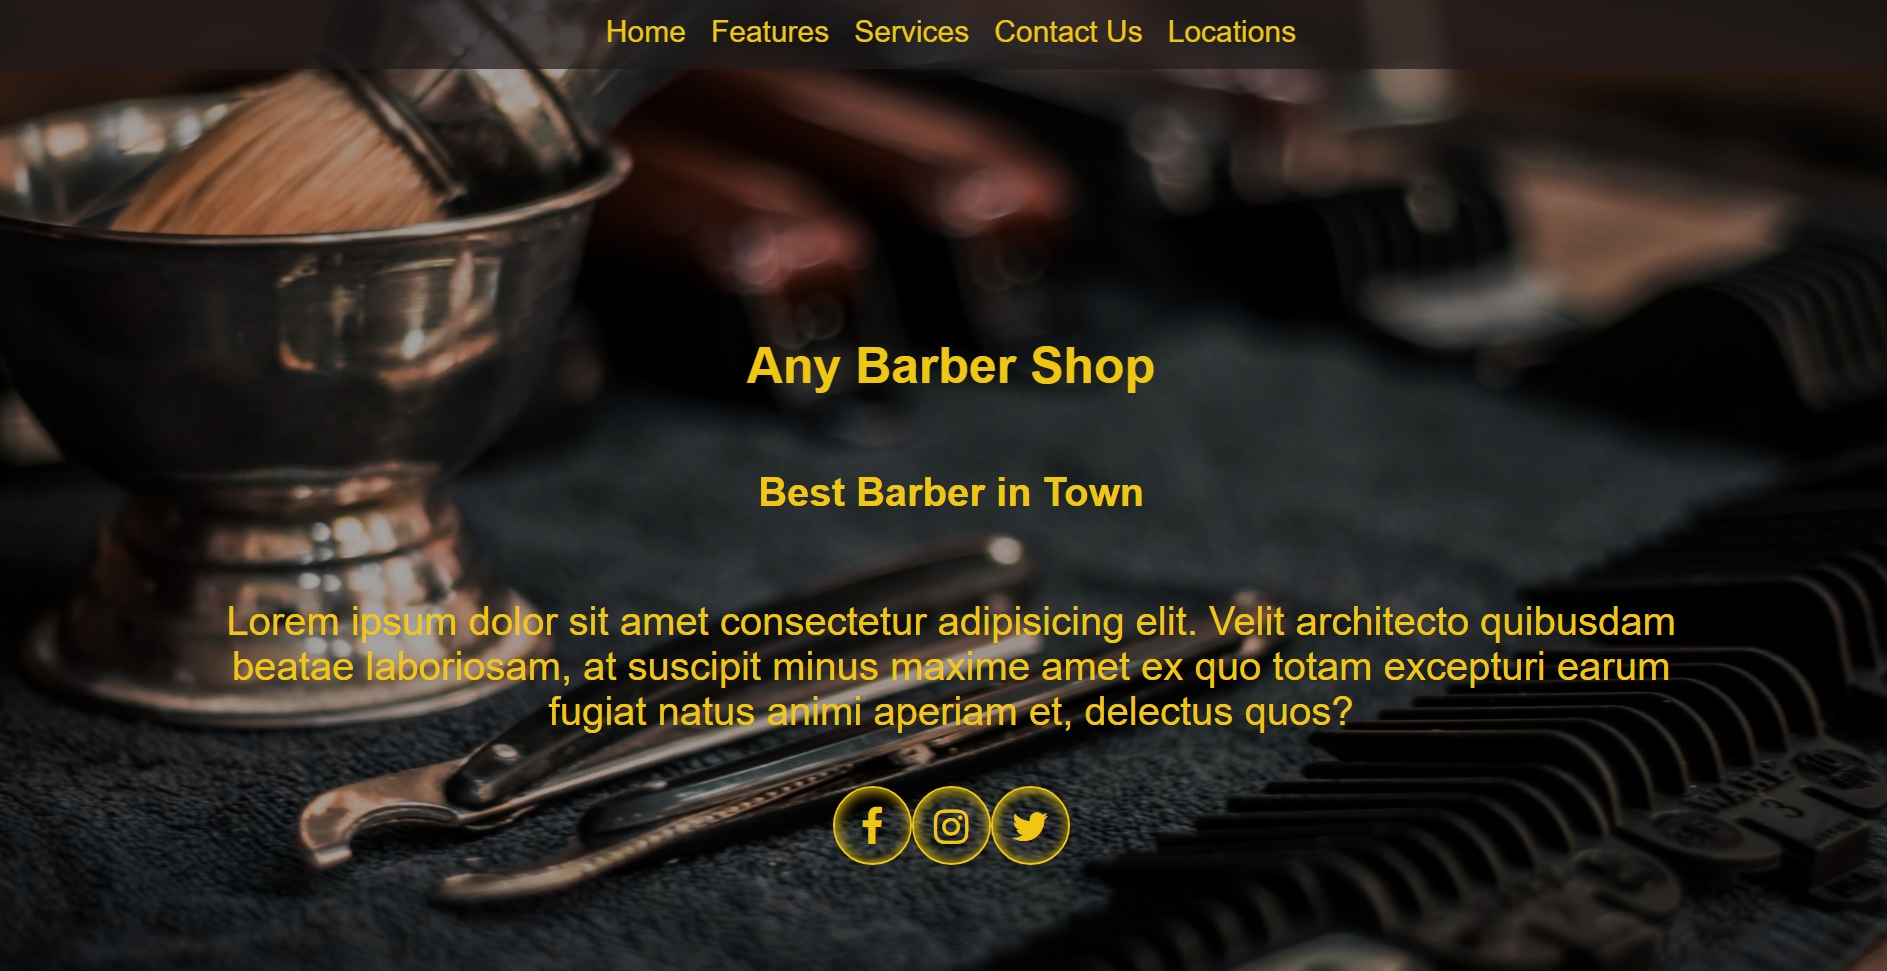 Home Features Services Contact Us Locations
Any Barber Shop
Best Barber in Town
Lorem ipsum dolor sit amet consectetur adipisicing elit. Velit architecto quibusdam
beatae laboriosam, at suscipit minus maxime amet ex quo totam excepturi earum
fugiat natus animi aperiam et, delectus quos?
3